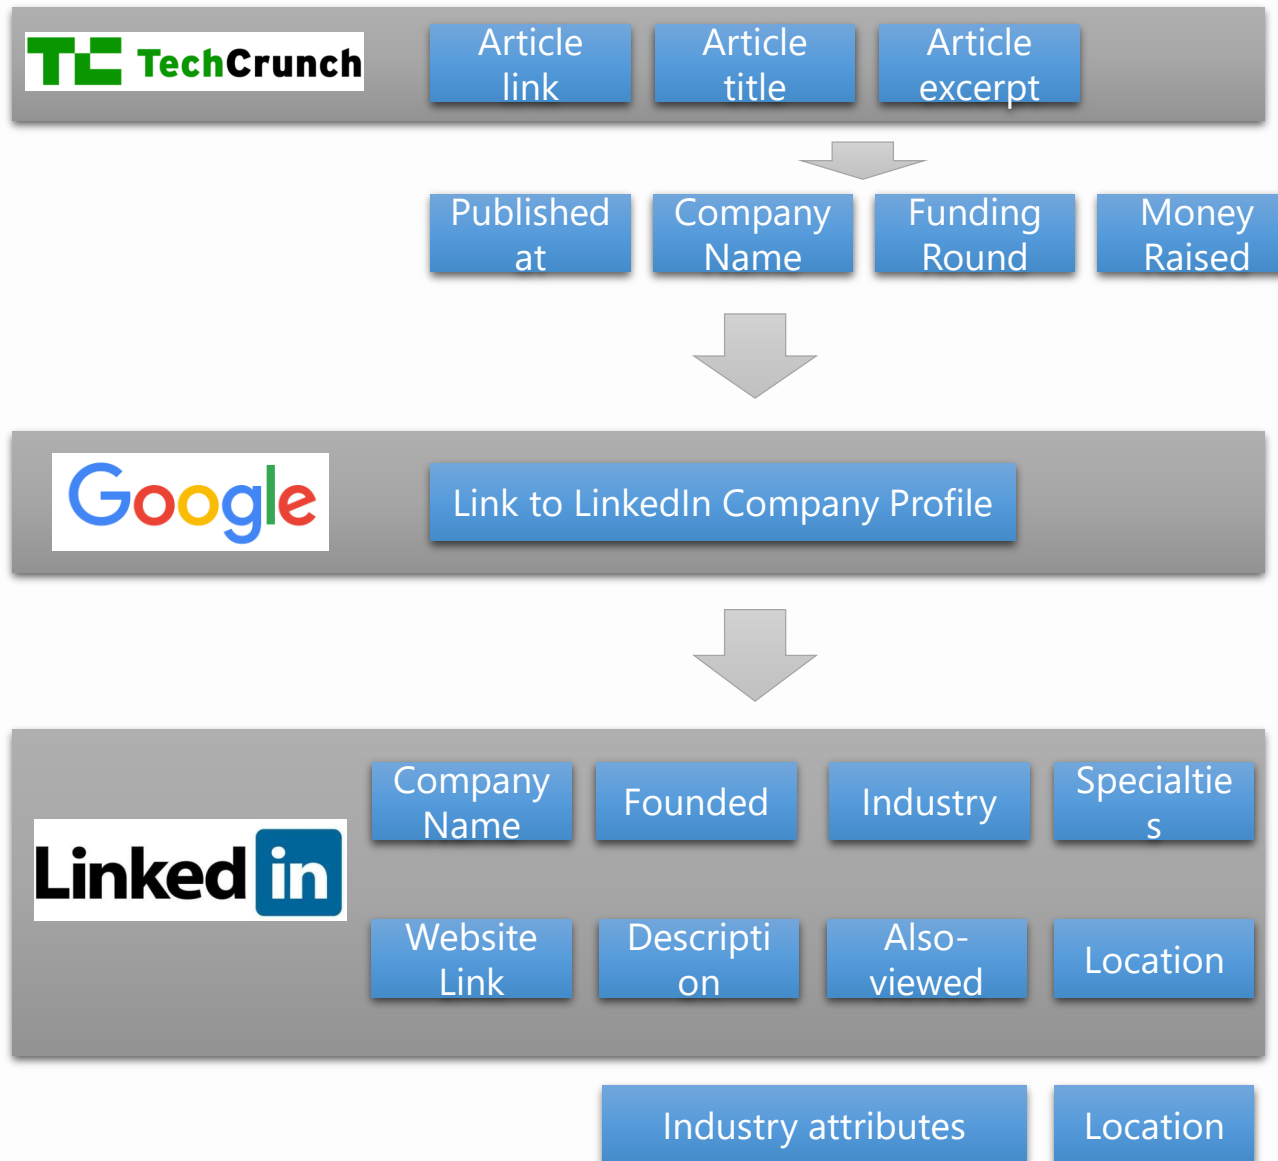 TC TechCrunch
Article
link
Article
title
Article
excerpt
Published
at
Company
Name
Funding
Round
Money
Raised
Google
Link to LinkedIn Company Profile
Linked in
Company
Name
Founded
Industry
Specialtie
s
Website
Link
Descripti
on
Also-
viewed
Location
Industry attributes
Location